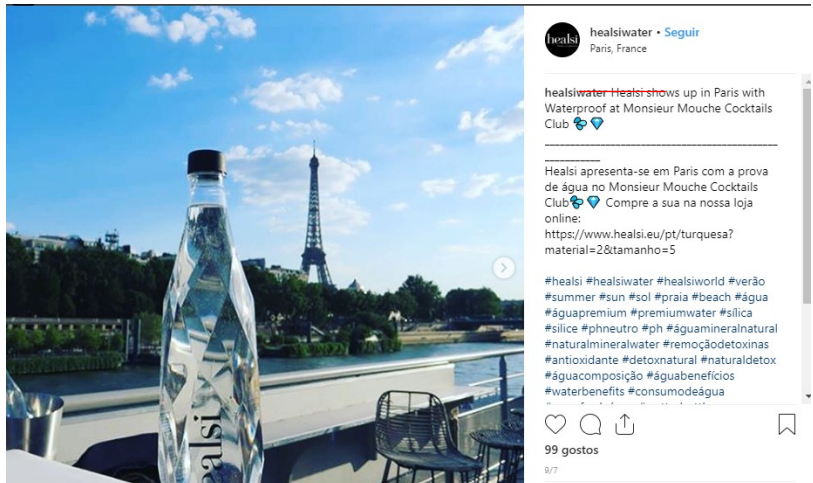 healsi
healsi
healsiwater • Seguir
Paris, France
healsiwater Healsi shows up in Paris with
Waterproof at Monsieur Mouche Cocktails
Club
____________________________________________
___________
Healsi apresenta-se em Paris com a prova
de água no Monsieur Mouche Cocktails
Club Compre a sua na nossa loja
online:
https://www.healsi.eu/pt/turquesa?
material=2&tamanho=5
#healsi #healsiwater #healsiworld #verão
#summer #sun #sol #praia #beach #água
#águapremium #premiumwater #sílica
#silice #phneutro #ph #águamineralnatural
#naturalmineralwater #remoçãodetoxinas
#antioxidante #detoxnatural #naturaldetox
#águacomposição #águabenefícios
#waterbenefits #consumodeágua
99 gostos
9/7